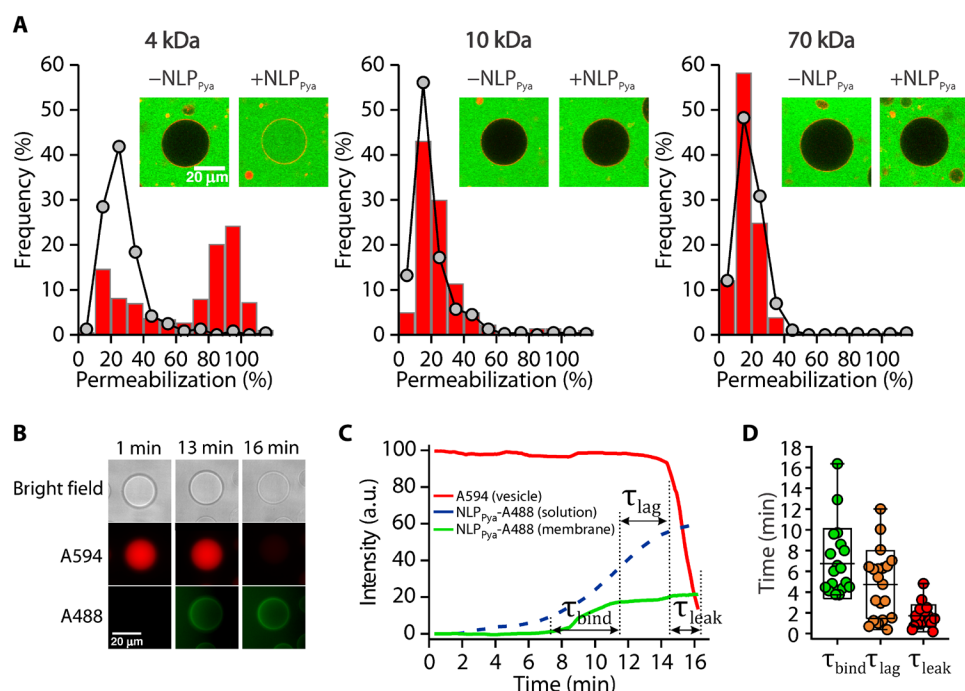 A
4 kDa
10 kDa
70 kDa
Frequency (%)
60
50
40
30
20
10
0
−NLPPya
+NLPPya
20 µm
20 40 60 80 100
Permeabilization (%)
Frequency (%)
60
50
40
30
20
10
0
−NLPPya
+NLPPya
20 40 60 80 100
Permeabilization (%)
Frequency (%)
60
50
40
30
20
10
0
−NLPPya
+NLPPya
20 40 60 80 100
Permeabilization (%)
B
1 min
13 min
16 min
Bright field
A594
A488
20 µm
C
Intensity (a.u.)
100
80
60
40
20
0
A594 (vesicle)
NLPPya-A488 (solution)
NLPPya-A488 (membrane)
τlag
τbind
τleak
0 2 4 6 8 10 12 14 16
Time (min)
D
Time (min)
18
16
14
12
10
8
6
4
2
0
τbind
τlag
τleak